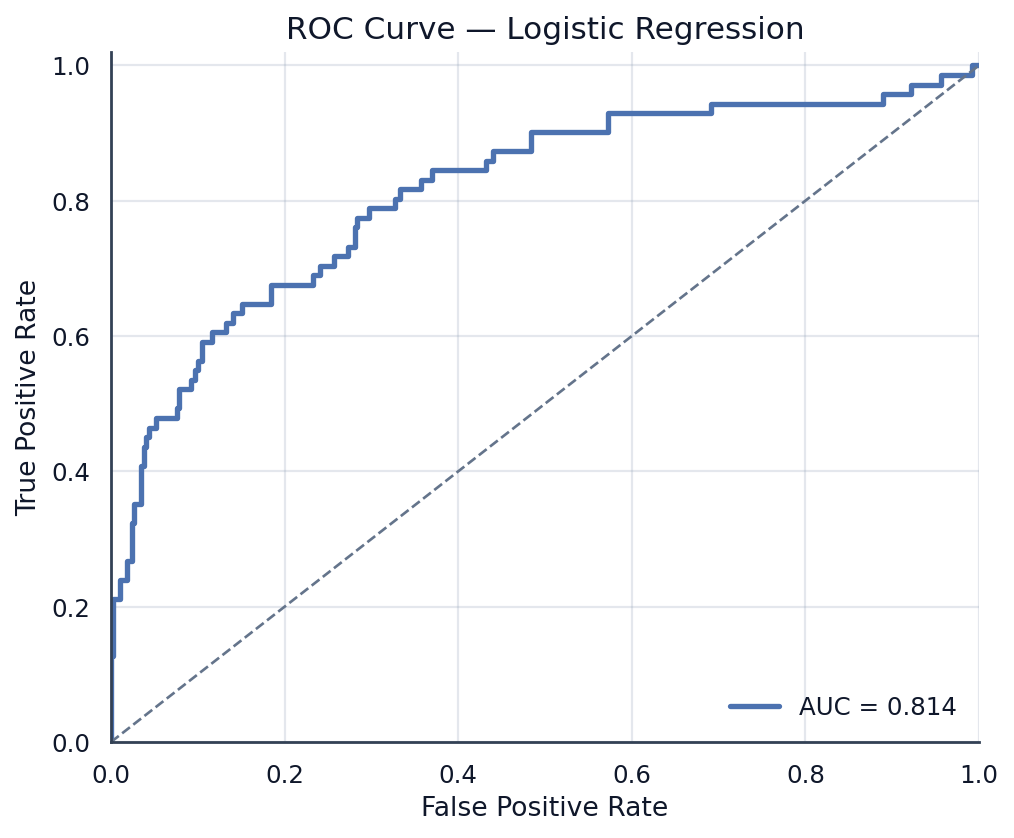 ROC Curve — Logistic Regression
True Positive Rate
1.0
0.8
0.6
0.4
0.2
0.0
AUC = 0.814
0.0 0.2 0.4 0.6 0.8 1.0
False Positive Rate